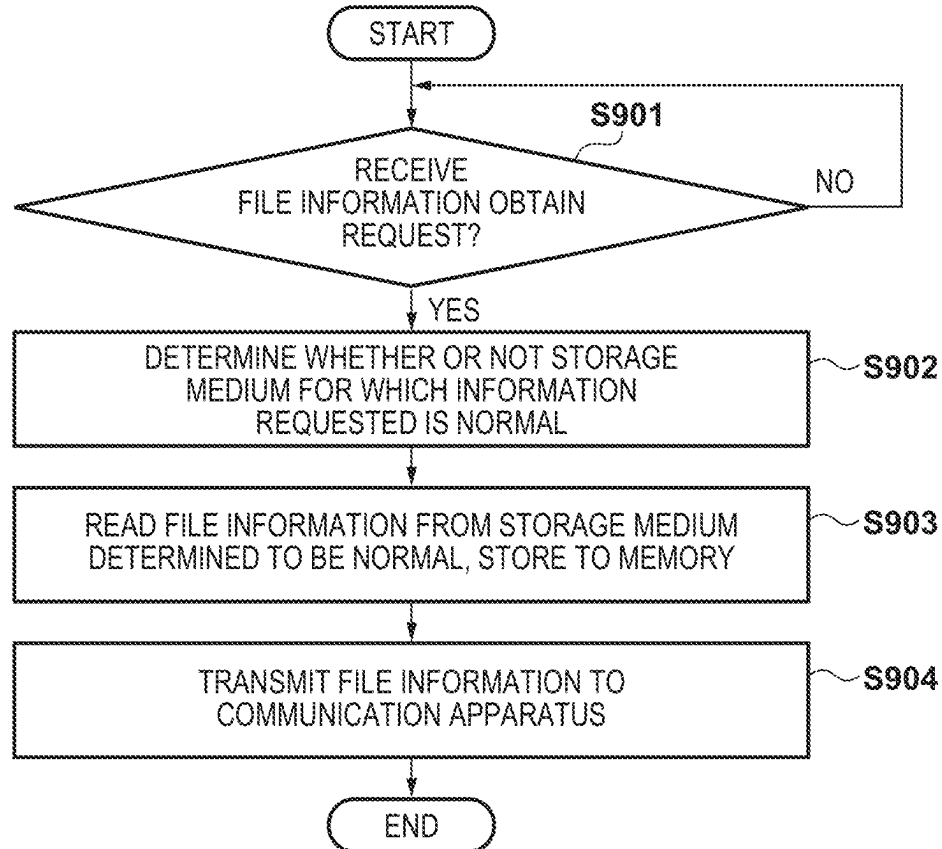 START
S901
RECEIVE
FILE INFORMATION OBTAIN
REQUEST?
NO
YES
DETERMINE WHETHER OR NOT STORAGE
MEDIUM FOR WHICH INFORMATION
REQUESTED IS NORMAL
S902
READ FILE INFORMATION FROM STORAGE MEDIUM
DETERMINED TO BE NORMAL, STORE TO MEMORY
S903
TRANSMIT FILE INFORMATION TO
COMMUNICATION APPARATUS
S904
END